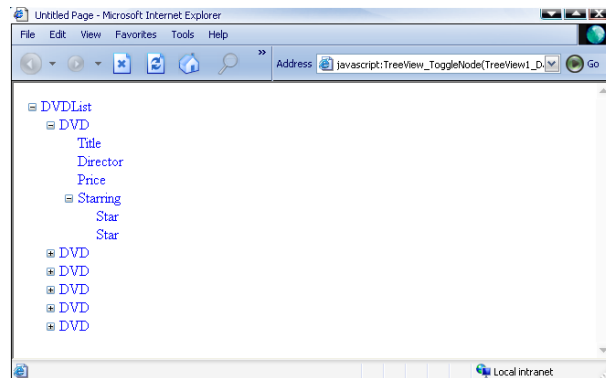 Untitled Page - Microsoft Internet Explorer
File Edit View Favorites Tools Help
» Address javascript:TreeView_ToggleNode(TreeView1_D. Go
DVDList
DVD
Title
Director
Price
Starring
Star
Star
DVD
DVD
DVD
DVD
DVD
Local intranet